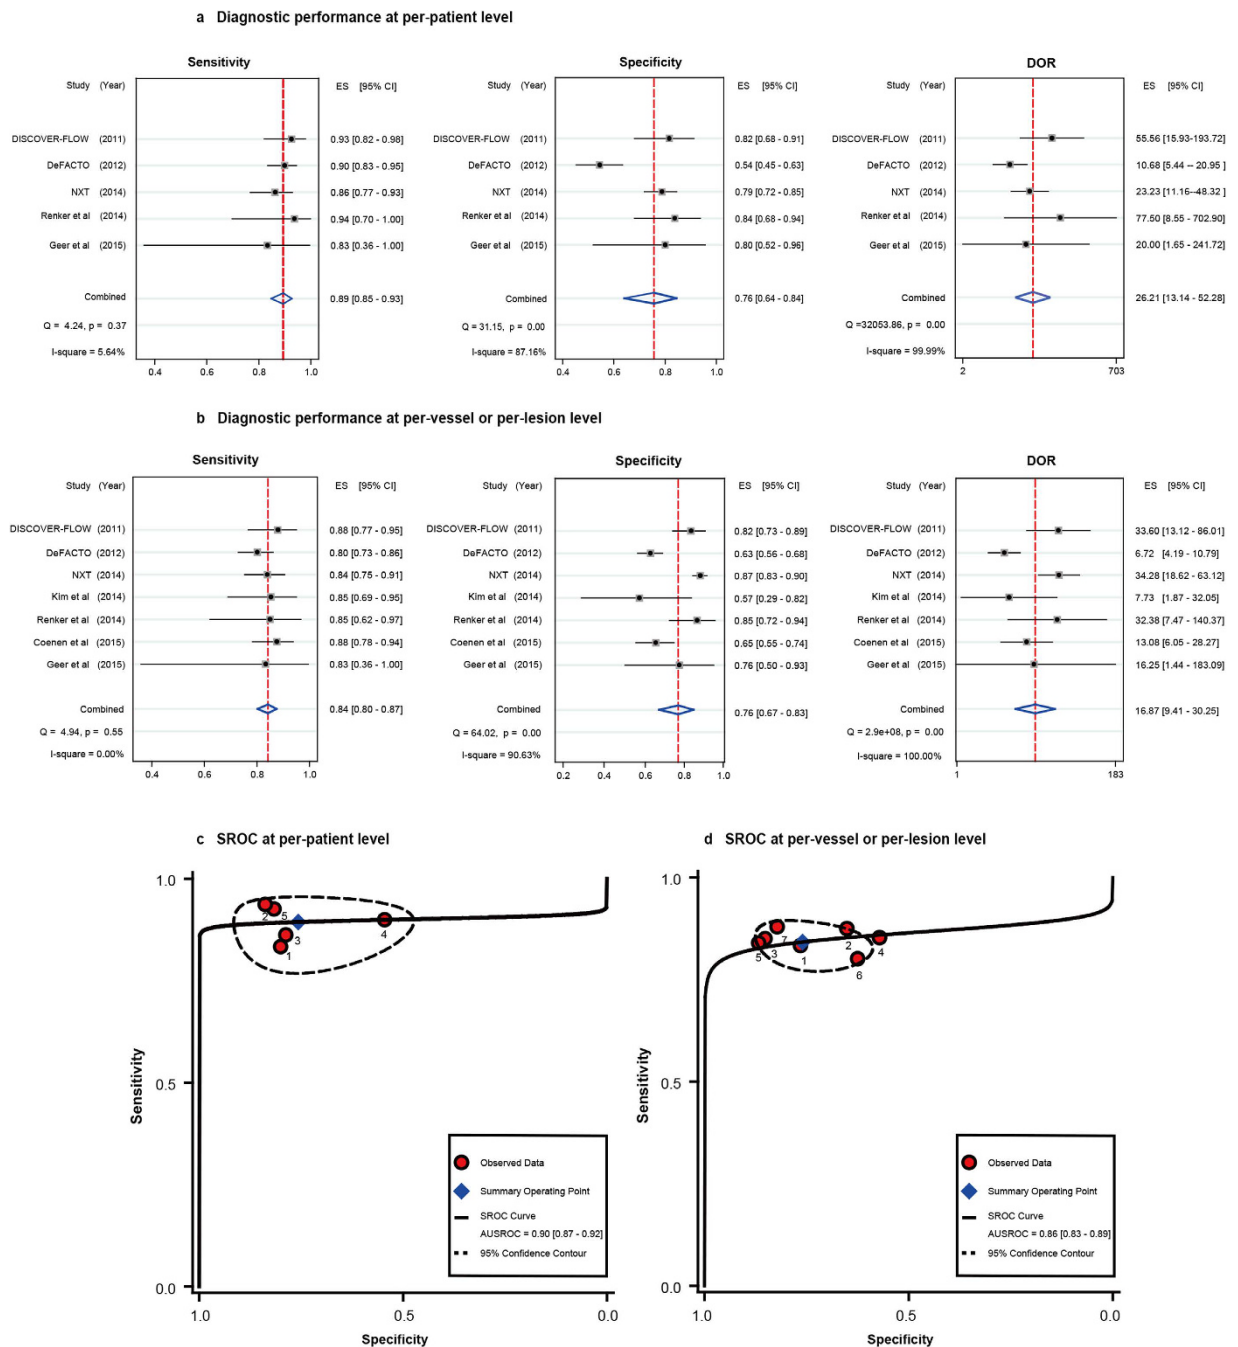 a Diagnostic performance at per-patient level
Sensitivity
Study (Year) ES [95% CI]
DISCOVER-FLOW (2011) 0.93 [0.82 - 0.98]
DeFACTO (2012) 0.90 [0.83 - 0.95]
NXT (2014) 0.86 [0.77 - 0.93]
Renker et al (2014) 0.94 [0.70 - 1.00]
Geer et al (2015) 0.83 [0.36 - 1.00]
Combined 0.89 [0.85 - 0.93]
Q = 4.24, p = 0.37
I-square = 5.64%
0.4 0.6 0.8 1.0
Specificity
Study (Year) ES [95% CI]
DISCOVER-FLOW (2011) 0.82 [0.68 - 0.91]
DeFACTO (2012) 0.54 [0.45 - 0.63]
NXT (2014) 0.79 [0.72 - 0.85]
Renker et al (2014) 0.84 [0.68 - 0.94]
Geer et al (2015) 0.80 [0.52 - 0.96]
Combined 0.76 [0.64 - 0.84]
Q = 31.15, p = 0.00
I-square = 87.16%
0.4 0.6 0.8 1.0
DOR
Study (Year) ES [95% CI]
DISCOVER-FLOW (2011) 55.56 [15.93-193.72]
DeFACTO (2012) 10.68 [5.44 -- 20.95 ]
NXT (2014) 23.23 [11.16--48.32 ]
Renker et al (2014) 77.50 [8.55 - 702.90]
Geer et al (2015) 20.00 [1.65 - 241.72]
Combined 26.21 [13.14 - 52.28]
Q =32053.86, p = 0.00
I-square = 99.99%
2 703
b Diagnostic performance at per-vessel or per-lesion level
Sensitivity
Study (Year) ES [95% CI]
DISCOVER-FLOW (2011) 0.88 [0.77 - 0.95]
DeFACTO (2012) 0.80 [0.73 - 0.86]
NXT (2014) 0.84 [0.75 - 0.91]
Kim et al (2014) 0.85 [0.69 - 0.95]
Renker et al (2014) 0.85 [0.62 - 0.97]
Coenen et al (2015) 0.88 [0.78 - 0.94]
Geer et al (2015) 0.83 [0.36 - 1.00]
Combined 0.84 [0.80 - 0.87]
Q = 4.94, p = 0.55
I-square = 0.00%
0.4 0.6 0.8 1.0
Specificity
Study (Year) ES [95% CI]
DISCOVER-FLOW (2011) 0.82 [0.73 - 0.89]
DeFACTO (2012) 0.63 [0.56 - 0.68]
NXT (2014) 0.87 [0.83 - 0.90]
Kim et al (2014) 0.57 [0.29 - 0.82]
Renker et al (2014) 0.85 [0.72 - 0.94]
Coenen et al (2015) 0.65 [0.55 - 0.74]
Geer et al (2015) 0.76 [0.50 - 0.93]
Combined 0.76 [0.67 - 0.83]
Q = 64.02, p = 0.00
I-square = 90.63%
0.2 0.4 0.6 0.8 1.0
DOR
Study (Year) ES [95% CI]
DISCOVER-FLOW (2011) 33.60 [13.12 - 86.01]
DeFACTO (2012) 6.72 [4.19 - 10.79]
NXT (2014) 34.28 [18.62 - 63.12]
Kim et al (2014) 7.73 [1.87 - 32.05]
Renker et al (2014) 32.38 [7.47 - 140.37]
Coenen et al (2015) 13.08 [6.05 - 28.27]
Geer et al (2015) 16.25 [1.44 - 183.09]
Combined 16.87 [9.41 - 30.25]
Q = 2.9e+08, p = 0.00
I-square = 100.00%
1 183
c SROC at per-patient level
1.0
2 5
3 4
1
Sensitivity
0.5
Observed Data
Summary Operating Point
SROC Curve
AUSROC = 0.90 [0.87 - 0.92]
95% Confidence Contour
0.0
1.0 0.5 0.0
Specificity
d SROC at per-vessel or per-lesion level
1.0
7 2
5 3 1 4
6
Sensitivity
0.5
Observed Data
Summary Operating Point
SROC Curve
AUSROC = 0.86 [0.83 - 0.89]
95% Confidence Contour
0.0
1.0 0.5 0.0
Specificity